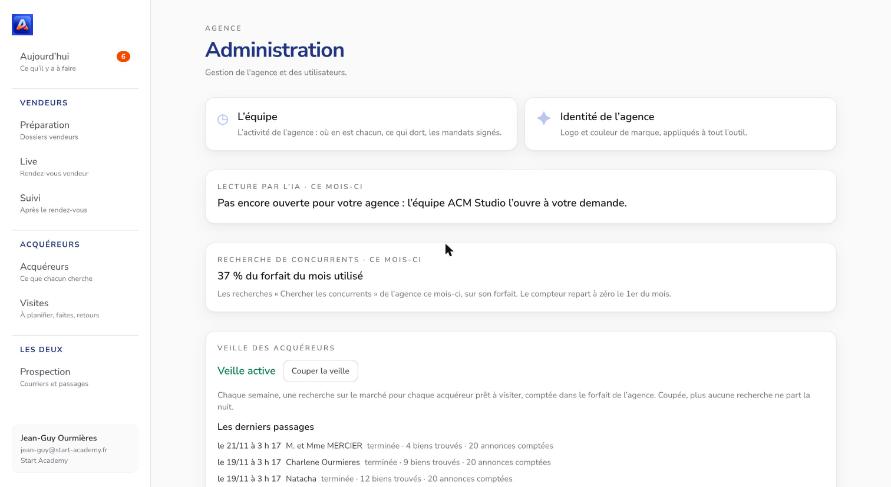 Aujourd'hui
6
Ce qu'il y a à faire
VENDEURS
Préparation
Dossiers vendeurs
Live
Rendez-vous vendeur
Suivi
Après le rendez-vous
ACQUÉREURS
Acquéreurs
Ce que chacun cherche
Visites
À planifier, faites, retours
LES DEUX
Prospection
Courriers et passages
Jean-Guy Ourmières
jean-guy@start-academy.fr
Start Academy
AGENCE
Administration
Gestion de l'agence et des utilisateurs.
L'équipe
L'activité de l'agence : où en est chacun, ce qui dort, les mandats signés.
Identité de l'agence
Logo et couleur de marque, appliqués à tout l'outil.
LECTURE PAR L'IA · CE MOIS-CI
Pas encore ouverte pour votre agence : l'équipe ACM Studio l'ouvre à votre demande.
RECHERCHE DE CONCURRENTS · CE MOIS-CI
37 % du forfait du mois utilisé
Les recherches « Chercher les concurrents » de l'agence ce mois-ci, sur son forfait. Le compteur repart à zéro le 1er du mois.
VEILLE DES ACQUÉREURS
Veille active Couper la veille
Chaque semaine, une recherche sur le marché pour chaque acquéreur prêt à visiter, comptée dans le forfait de l'agence. Coupée, plus aucune recherche ne part la
nuit.
Les derniers passages
le 21/11 à 3 h 17 M. et Mme MERCIER terminée · 4 biens trouvés · 20 annonces comptées
le 19/11 à 3 h 17 Charlene Ourmieres terminée · 9 biens trouvés · 20 annonces comptées
le 19/11 à 3 h 17 Natacha terminée · 12 biens trouvés · 20 annonces comptées